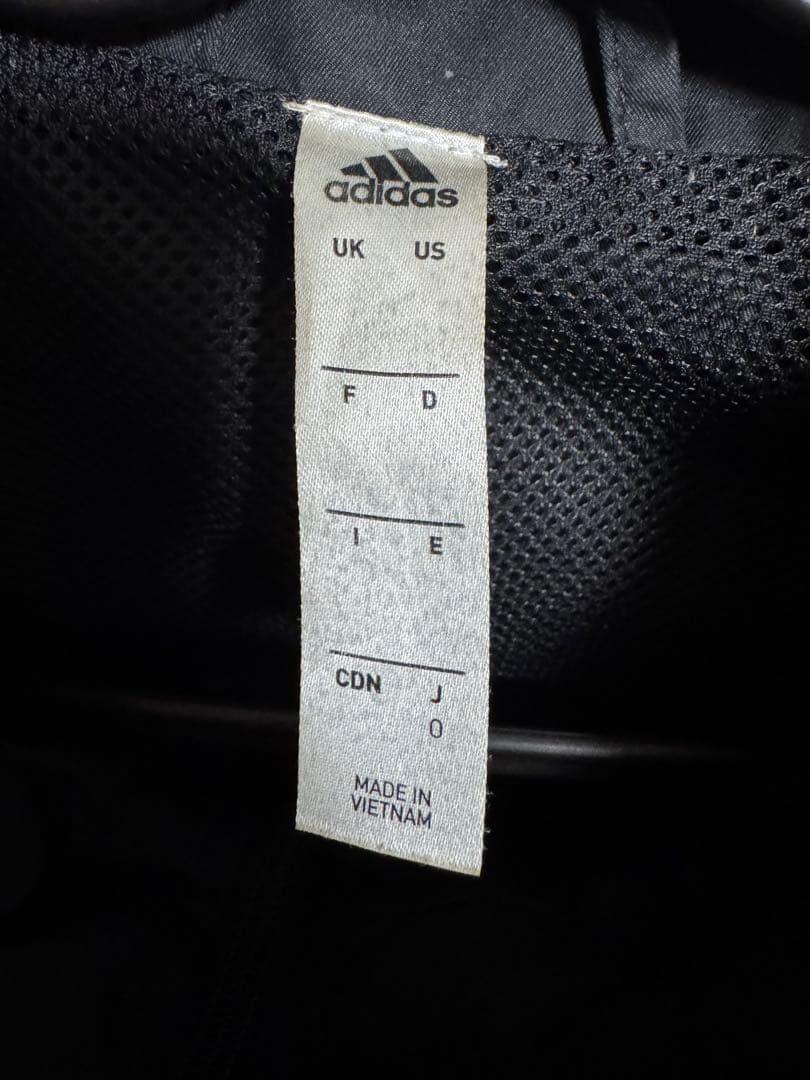 adidas
UK US
F D
I E
CDN J
O
MADE IN
VIETNAM